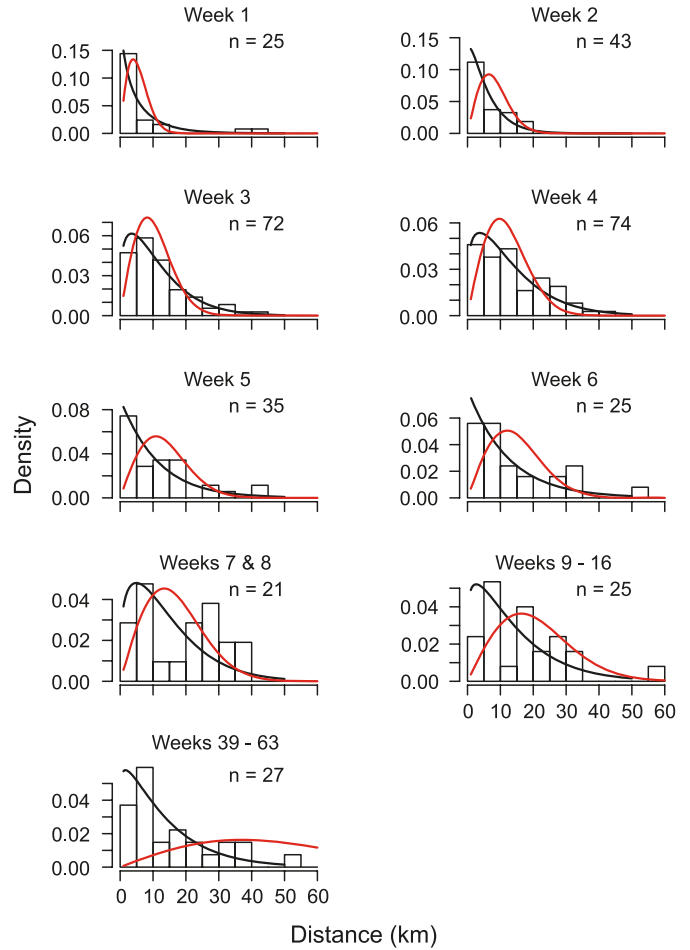 Week 1
n = 25
0.15
0.10
0.05
0.00
Week 2
n = 43
0.15
0.10
0.05
0.00
Week 3
n = 72
0.06
0.03
0.00
Week 4
n = 74
0.06
0.03
0.00
Week 5
n = 35
0.08
0.04
0.00
Week 6
n = 25
0.10
0.05
0.00
Weeks 7 & 8
n = 21
0.04
0.02
0.00
Weeks 9 - 16
n = 25
0.04
0.02
0.00
0 10 20 30 40 50 60
Weeks 39 - 63
n = 27
0.04
0.02
0.00
0 10 20 30 40 50 60
Density
Distance (km)